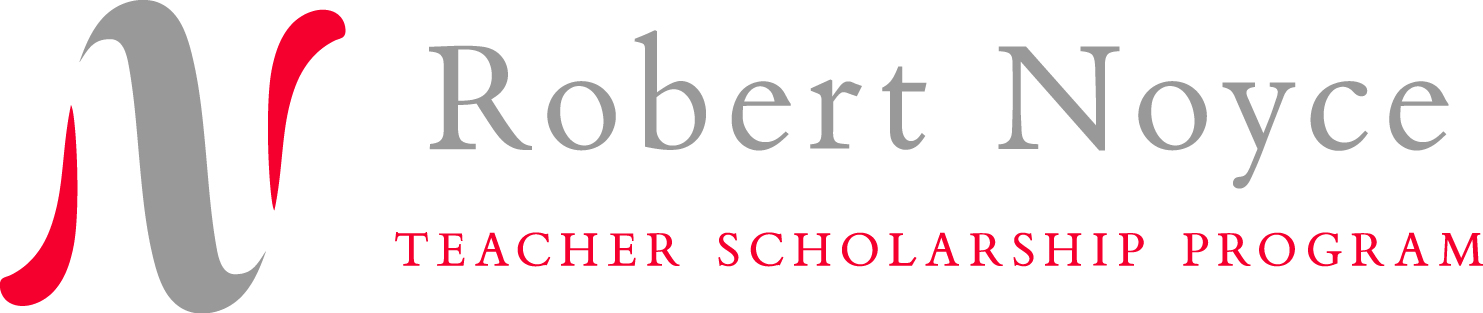 N Robert Noyce
TEACHER SCHOLARSHIP PROGRAM